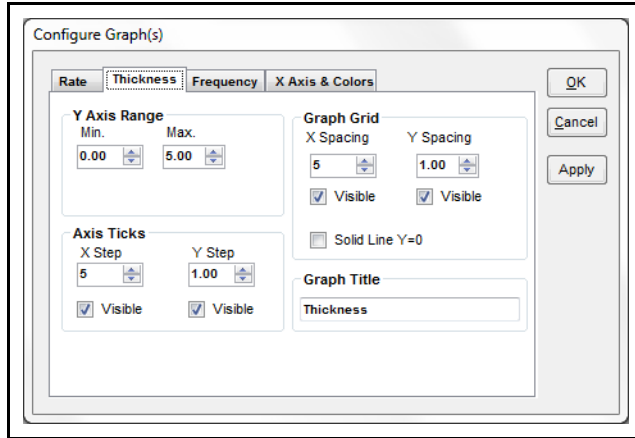 Configure Graph(s)
Rate Thickness Frequency X Axis & Colors
OK
Cancel
Apply
Y Axis Range
Min. Max.
0.00 5.00
Axis Ticks
X Step Y Step
5 1.00
Visible Visible
Graph Grid
X Spacing Y Spacing
5 1.00
Visible Visible
Solid Line Y=0
Graph Title
Thickness